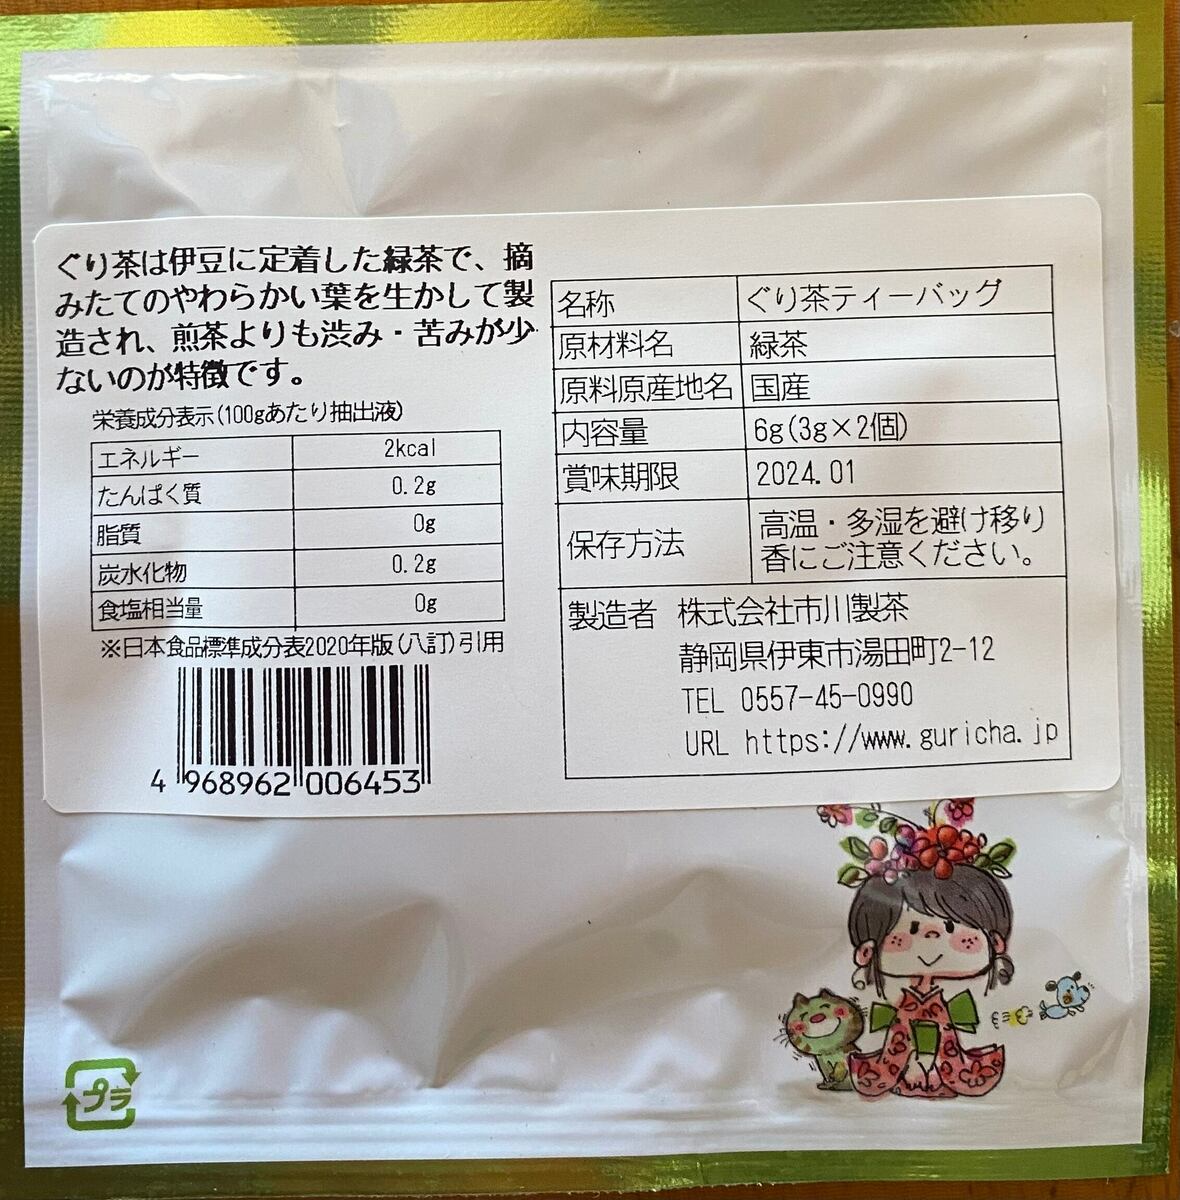 ぐり茶は伊豆に定着した緑茶で、摘
みたてのやわらかい葉を生かして製
造され、煎茶よりも渋み・苦みが少
ないのが特徴です。
栄養成分表示(100gあたり抽出液)
エネルギー 2kcal
たんぱく質 0.2g
脂質 0g
炭水化物 0.2g
食塩相当量 0g
※日本食品標準成分表2020年版(八訂)引用
4 968962 006453
名称 ぐり茶ティーバッグ
原材料名 緑茶
原料原産地名 国産
内容量 6g(3g×2個)
賞味期限 2024.01
保存方法 高温・多湿を避け移り
香にご注意ください。
製造者 株式会社市川製茶
静岡県伊東市湯田町2-12
TEL 0557-45-0990
URL https://www.guricha.jp
プラ